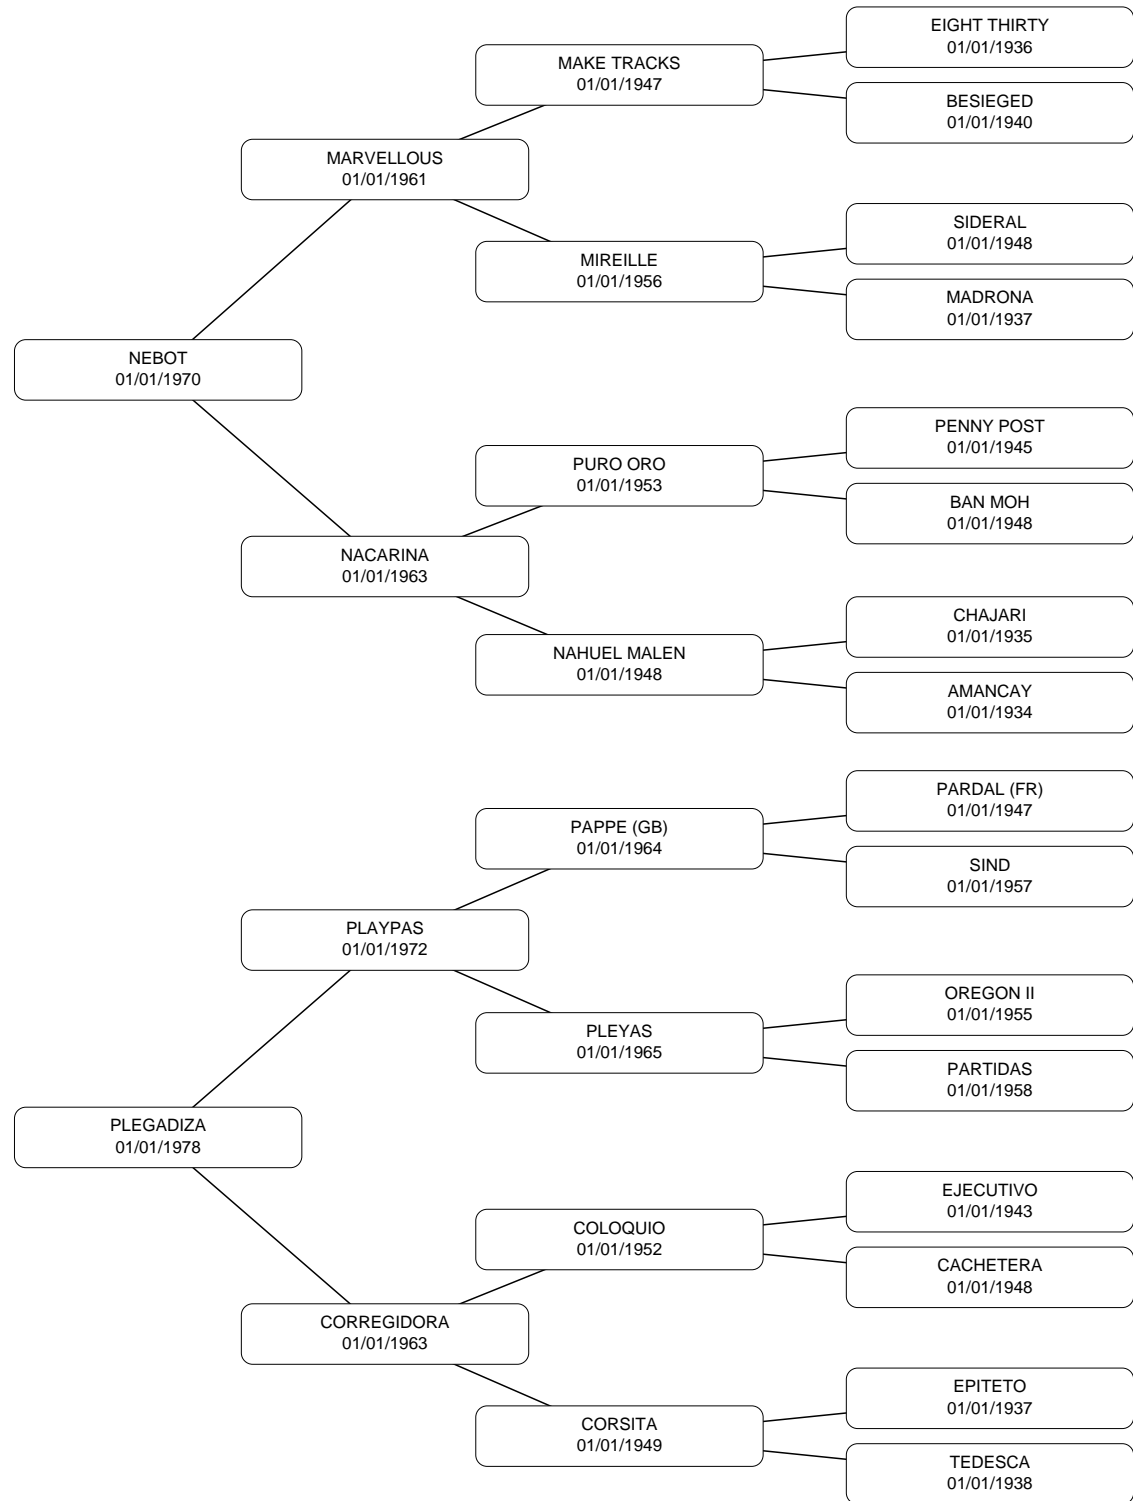 EIGHT THIRTY
01/01/1936
MAKE TRACKS
01/01/1947
BESIEGED
01/01/1940
MARVELLOUS
01/01/1961
SIDERAL
01/01/1948
MIREILLE
01/01/1956
MADRONA
01/01/1937
NEBOT
01/01/1970
PENNY POST
01/01/1945
PURO ORO
01/01/1953
BAN MOH
01/01/1948
NACARINA
01/01/1963
CHAJARI
01/01/1935
NAHUEL MALEN
01/01/1948
AMANCAY
01/01/1934
PARDAL (FR)
01/01/1947
PAPPE (GB)
01/01/1964
SIND
01/01/1957
PLAYPAS
01/01/1972
OREGON II
01/01/1955
PLEYAS
01/01/1965
PARTIDAS
01/01/1958
PLEGADIZA
01/01/1978
EJECUTIVO
01/01/1943
COLOQUIO
01/01/1952
CACHETERA
01/01/1948
CORREGIDORA
01/01/1963
EPITETO
01/01/1937
CORSITA
01/01/1949
TEDESCA
01/01/1938